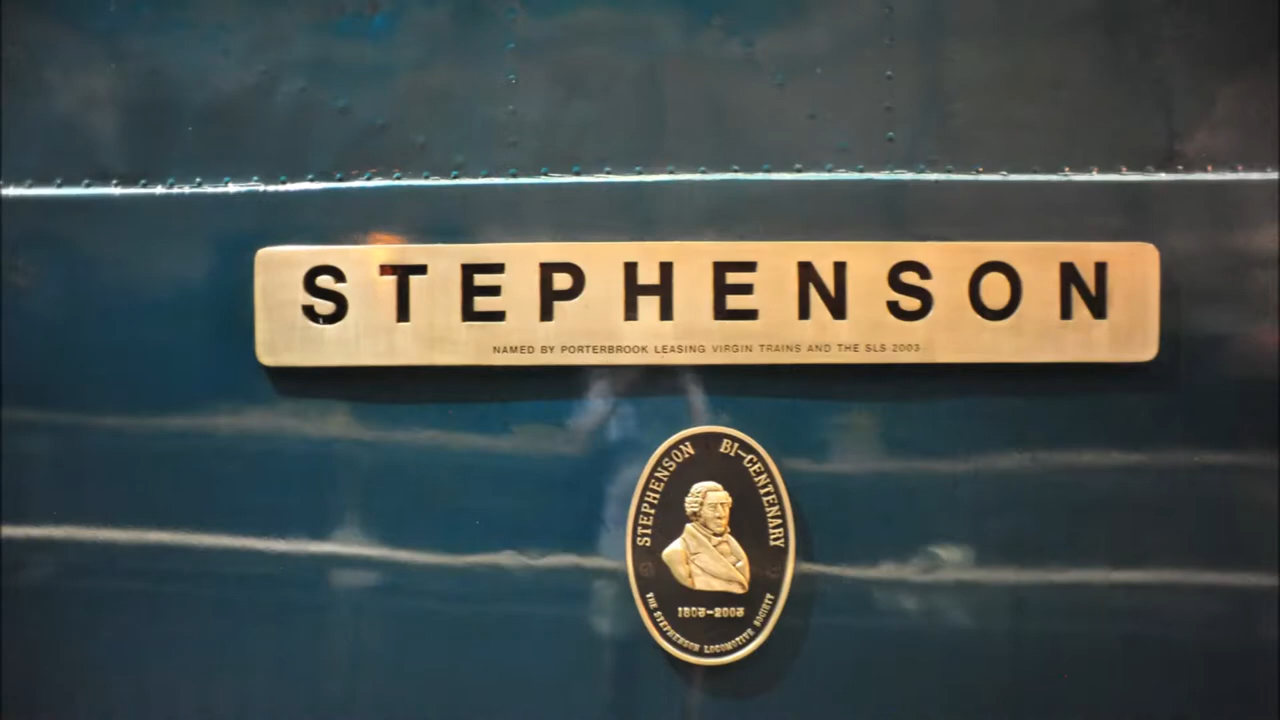 STEPHENSON
NAMED BY PORTERBROOK LEASING VIRGIN TRAINS AND THE SLS 2003
STEPHENSON BI-CENTENARY
1803-2003
THE STEPHENSON LOCOMOTIVE SOCIETY